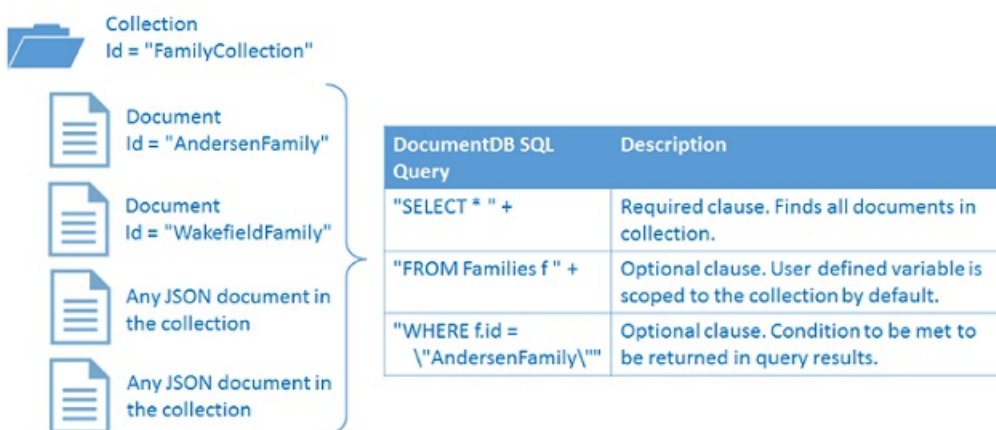 Collection
Id = "FamilyCollection"
Document
Id = "AndersenFamily"
Document
Id = "WakefieldFamily"
Any JSON document in
the collection
Any JSON document in
the collection
DocumentDB SQL
Query
Description
"SELECT * " +
Required clause. Finds all documents in
collection.
"FROM Families f " +
Optional clause. User defined variable is
scoped to the collection by default.
"WHERE f.id =
\"AndersenFamily\""
Optional clause. Condition to be met to
be returned in query results.